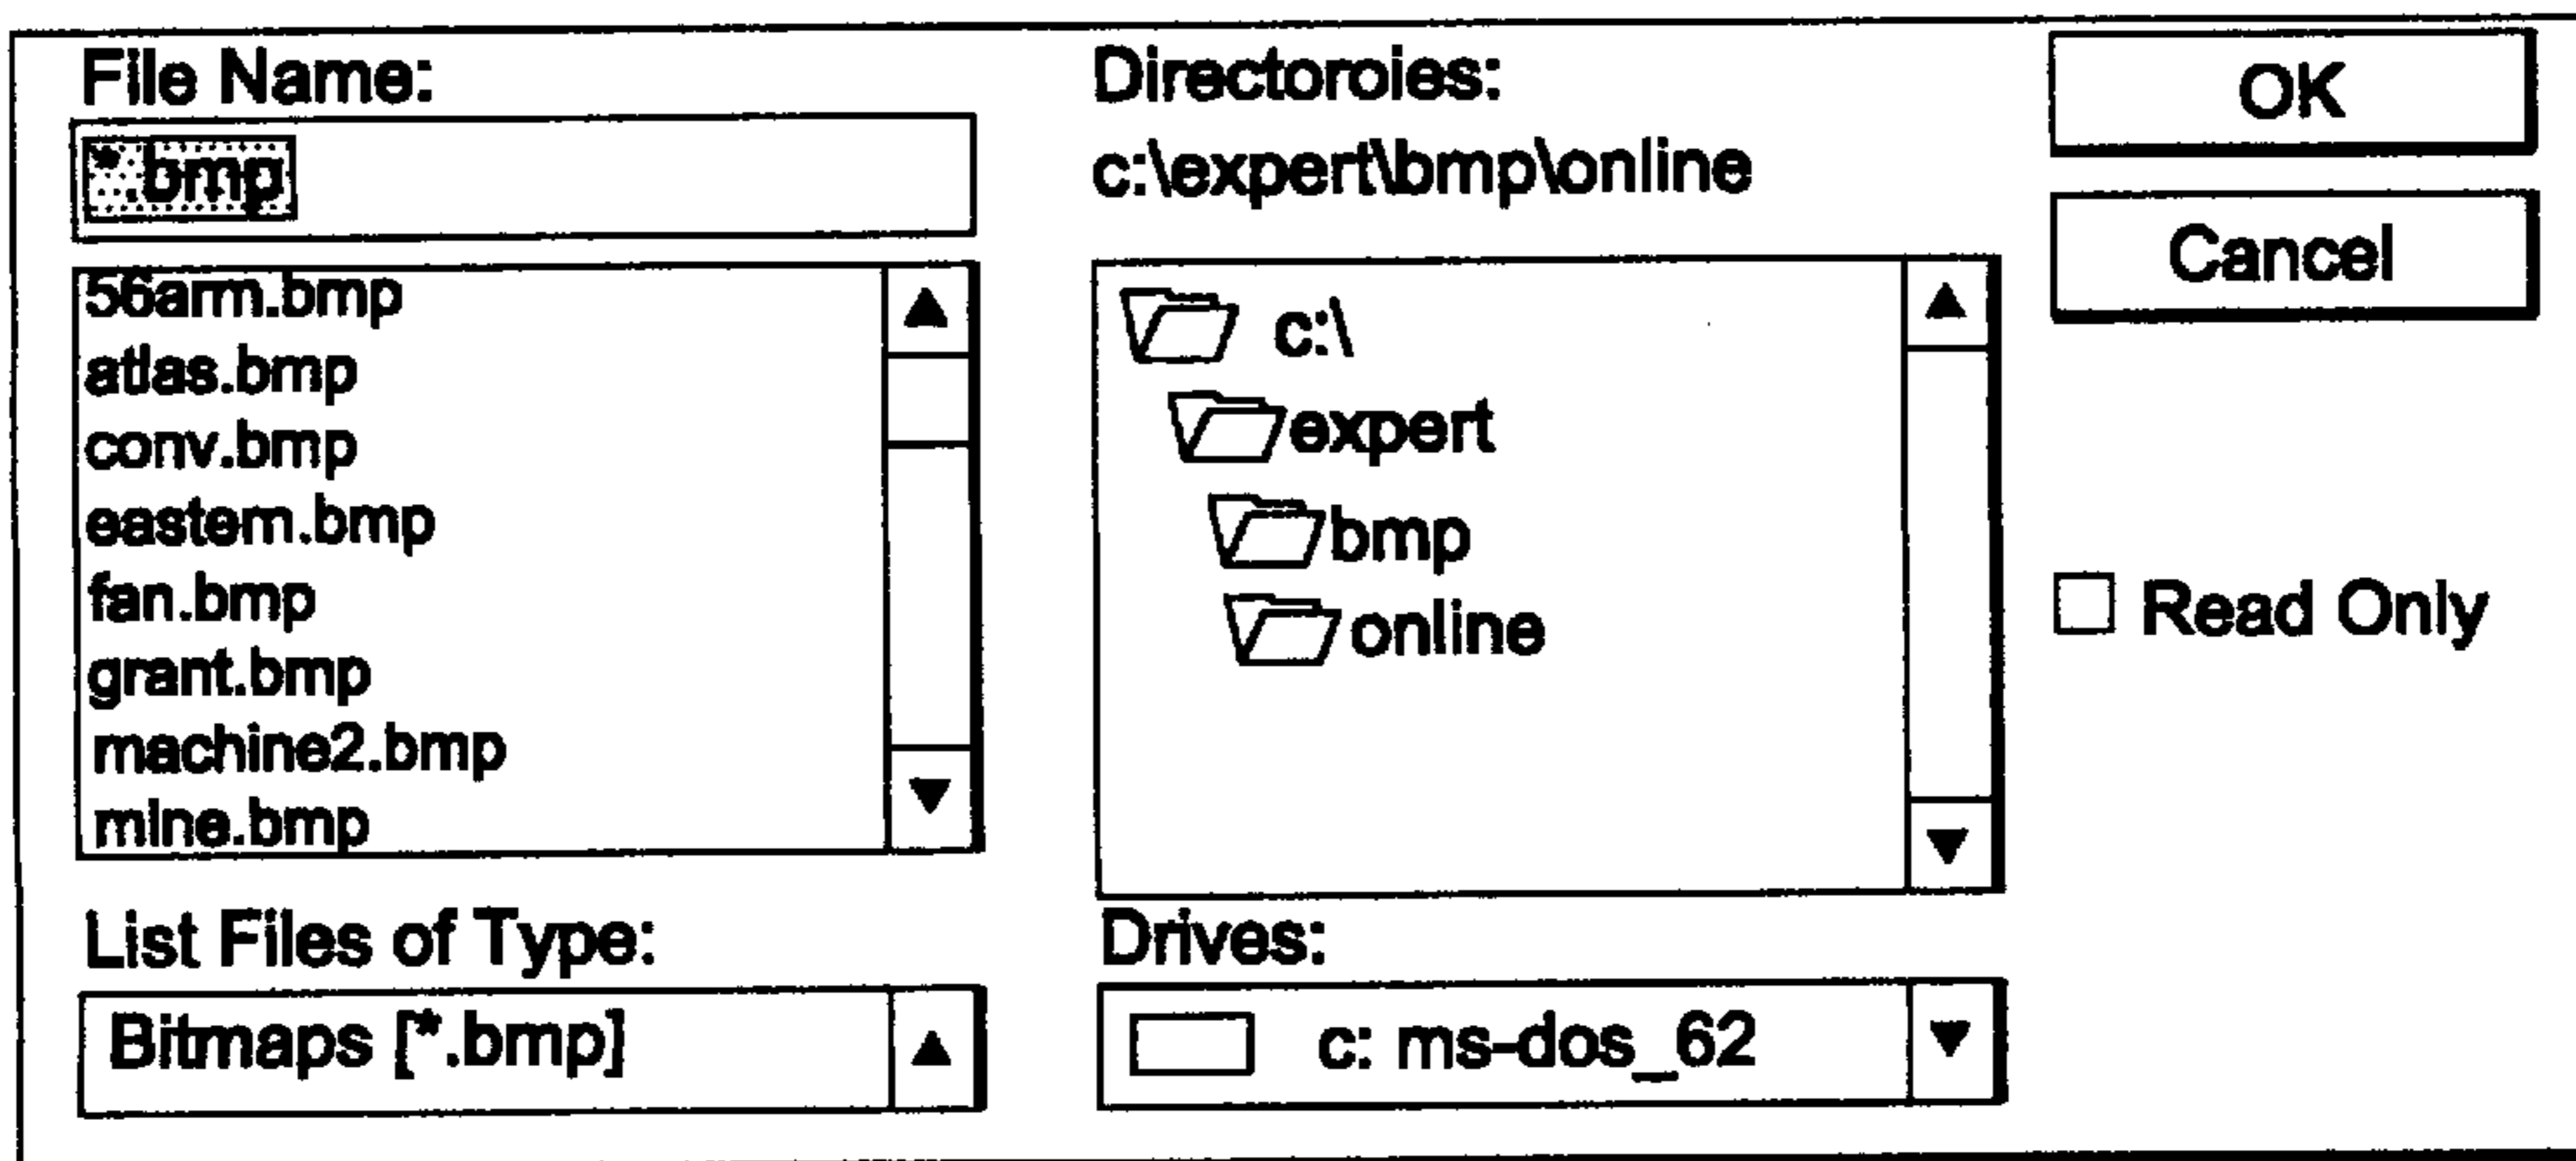 File Name:
*.bmp
56arm.bmp
atlas.bmp
conv.bmp
eastern.bmp
fan.bmp
grant.bmp
machine2.bmp
mine.bmp
List Files of Type:
Bitmaps [*.bmp]
Directoroies:
c:\expert\bmp\online
c:\
expert
bmp
online
Drives:
c: ms-dos_62
OK
Cancel
Read Only